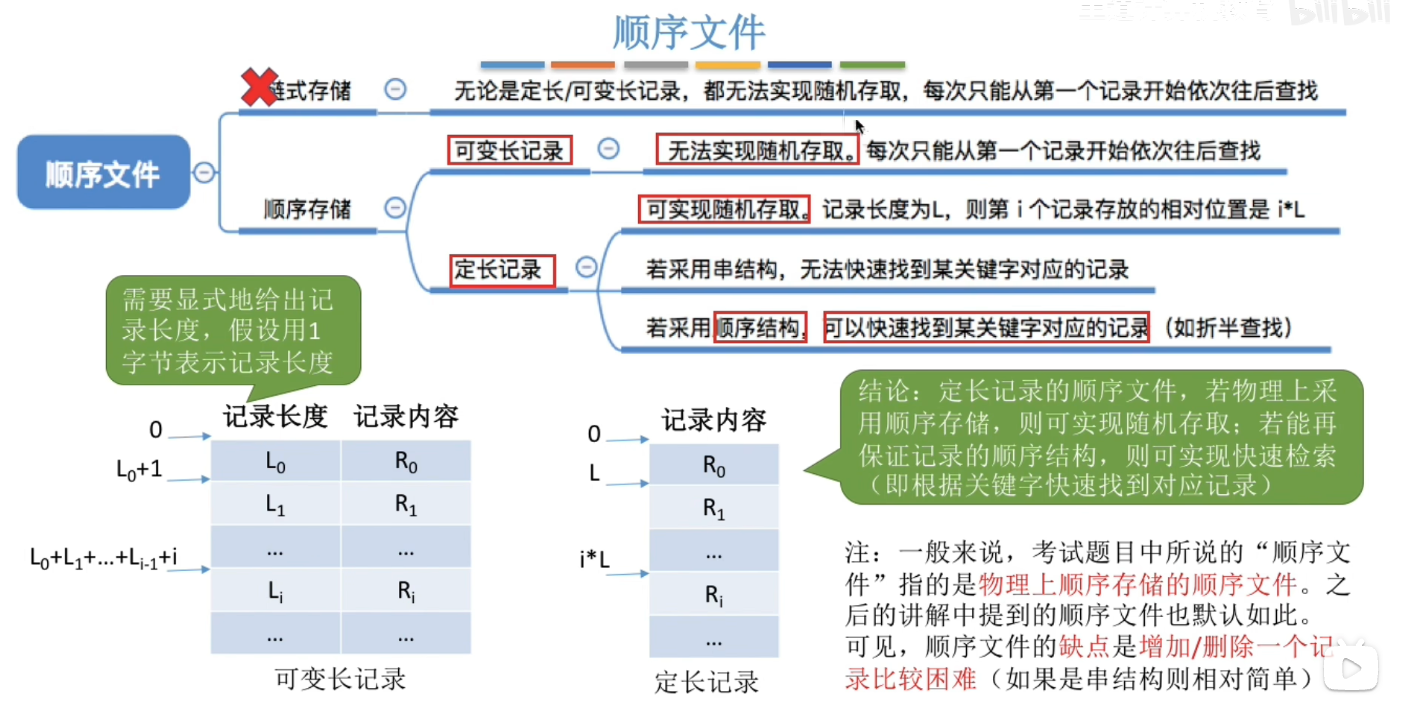 bilibili
顺序文件
链式存储
无论是定长/可变长记录，都无法实现随机存取，每次只能从第一个记录开始依次往后查找
顺序文件
可变长记录
无法实现随机存取。每次只能从第一个记录开始依次往后查找
顺序存储
可实现随机存取。记录长度为L，则第 i 个记录存放的相对位置是 i*L
定长记录
若采用串结构，无法快速找到某关键字对应的记录
若采用顺序结构，可以快速找到某关键字对应的记录（如折半查找）
需要显式地给出记
录长度，假设用1
字节表示记录长度
记录长度 记录内容
0
L0+1
L0+L1+…+Li-1+i
L0 R0
L1 R1
… …
Li Ri
… …
可变长记录
记录内容
0
L
i*L
R0
R1
…
Ri
…
定长记录
结论：定长记录的顺序文件，若物理上采
用顺序存储，则可实现随机存取；若能再
保证记录的顺序结构，则可实现快速检索
（即根据关键字快速找到对应记录）
注：一般来说，考试题目中所说的“顺序文
件”指的是物理上顺序存储的顺序文件。之
后的讲解中提到的顺序文件也默认如此。
可见，顺序文件的缺点是增加/删除一个记
录比较困难（如果是串结构则相对简单）